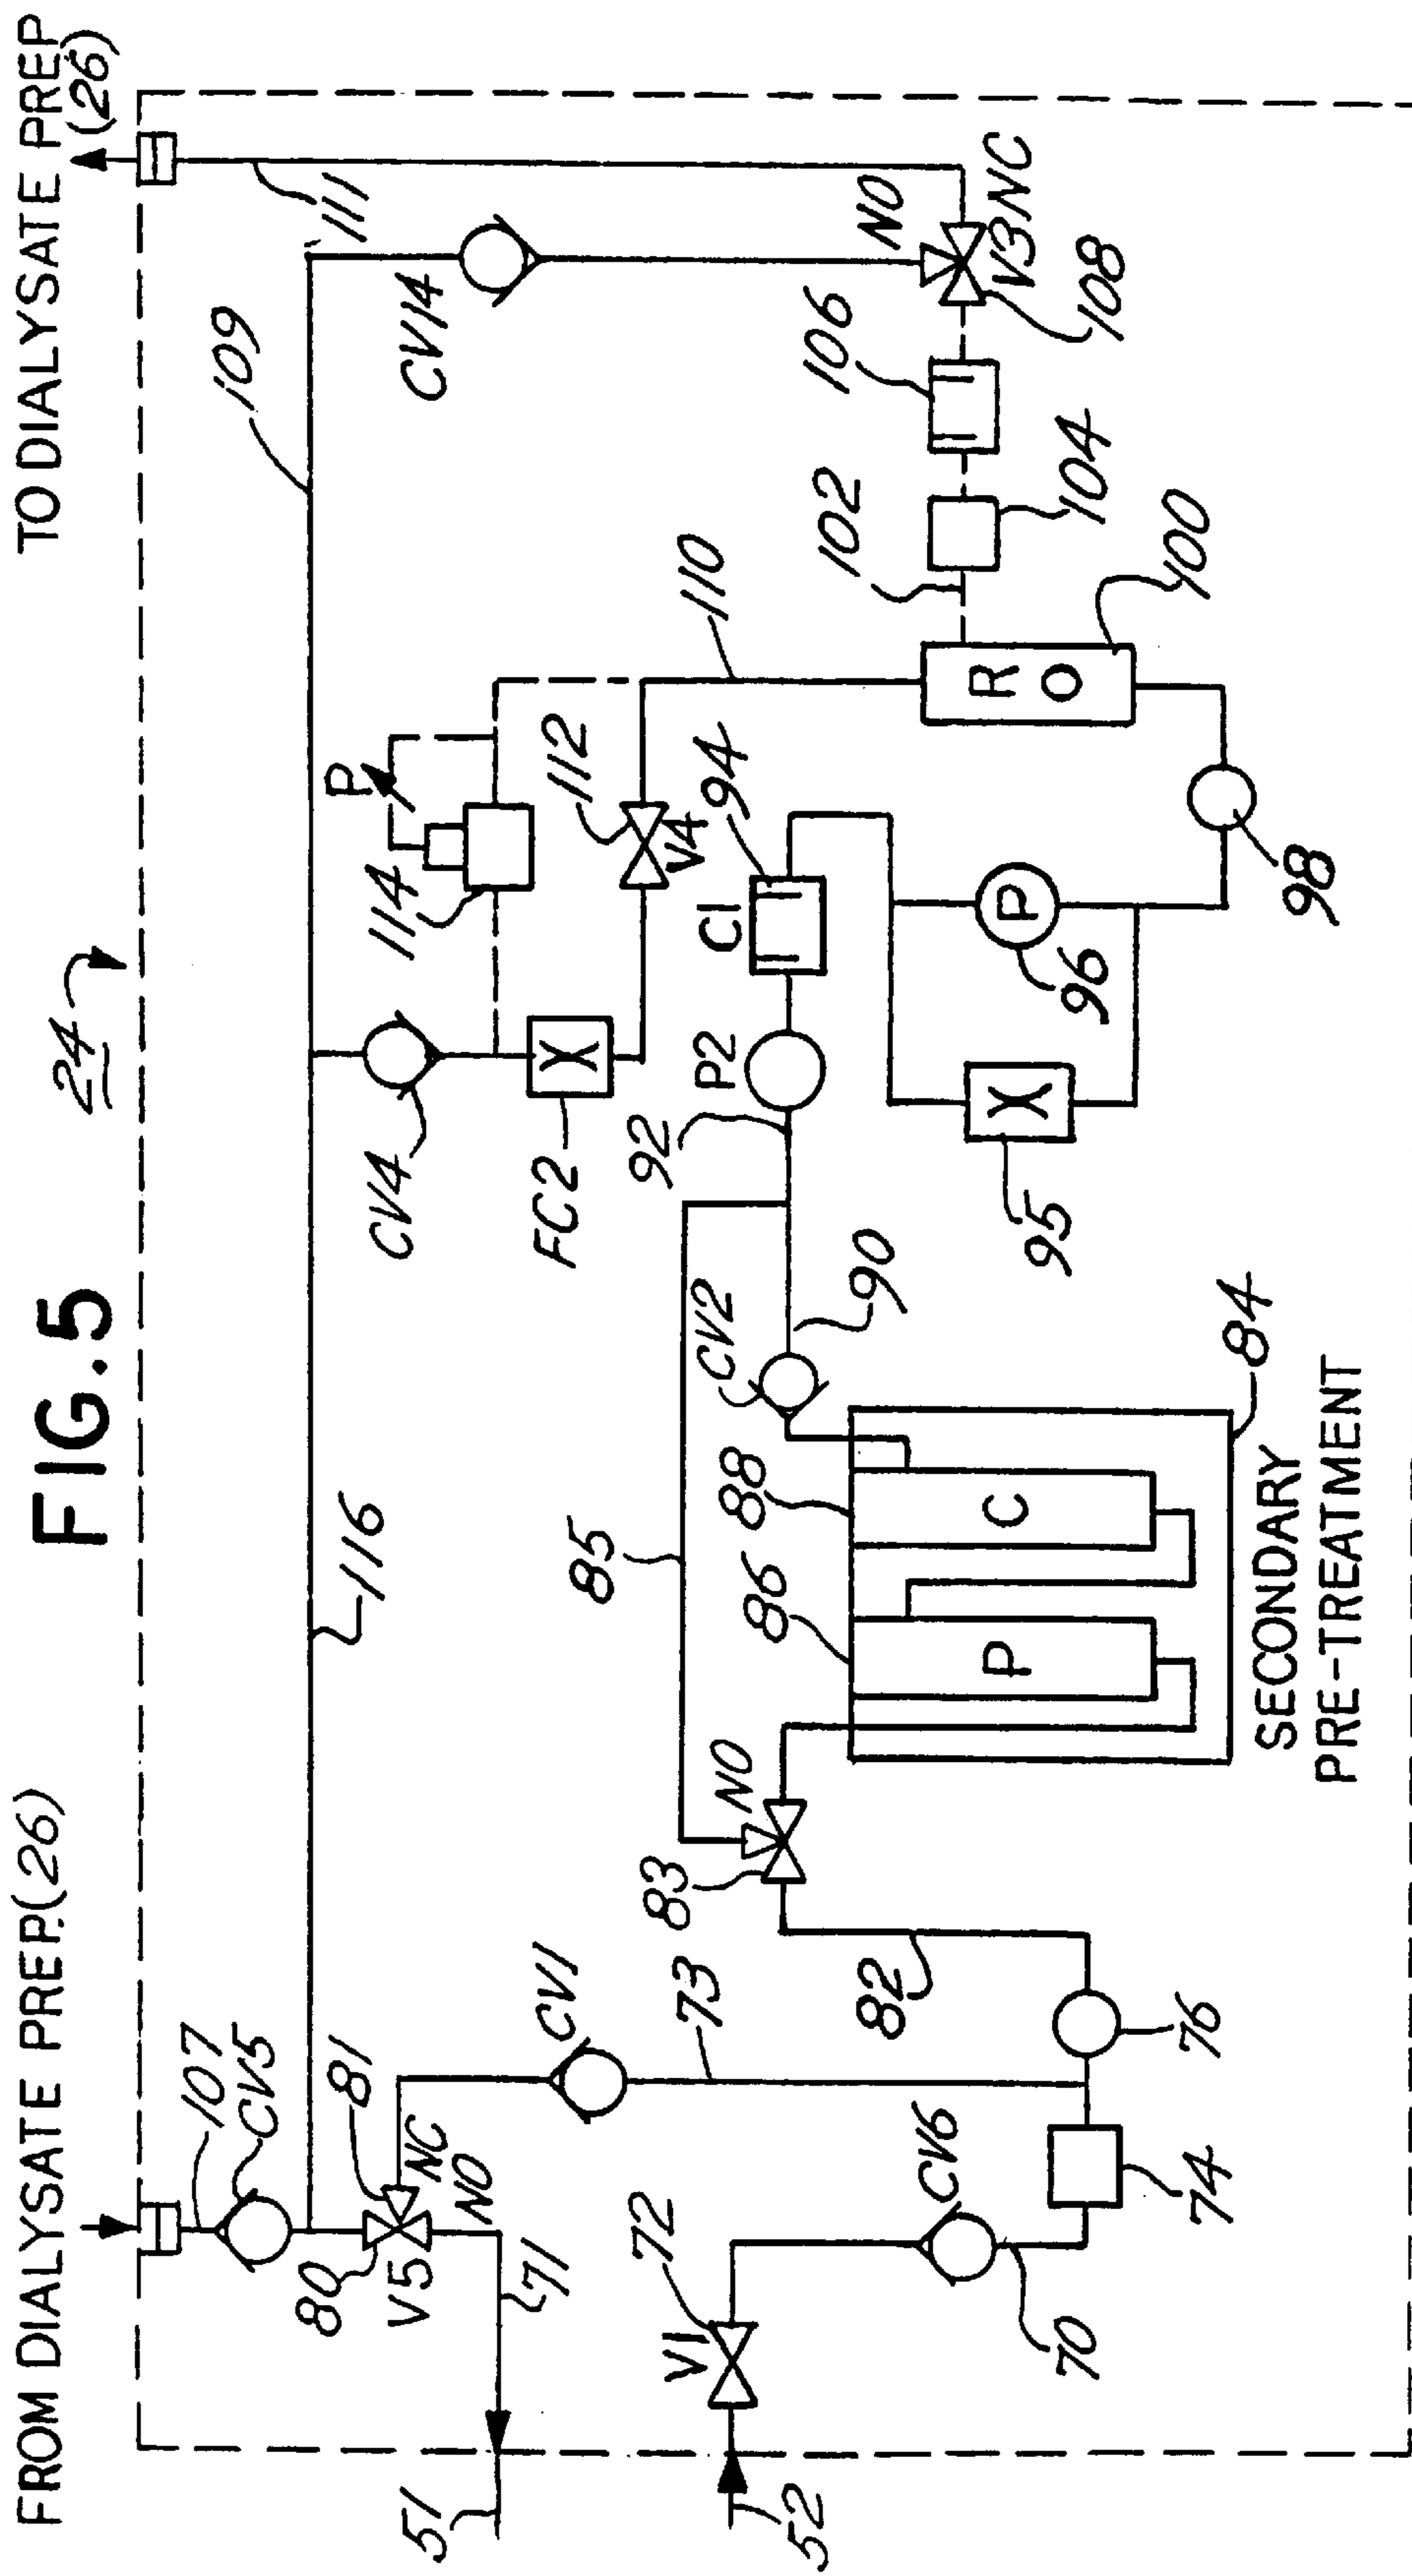 FIG.5
24
FROM DIALYSATE PREP.(26)
TO DIALYSATE PREP
(26)
107
CV5
81
80
V5
NC
NO
71
51
116
109
111
CV14
P
114
CV4
FC2
112
V4
110
CV1
73
72
V1
52
CV6
70
74
76
82
83
NO
85
86
88
P
C
84
SECONDARY
PRE-TREATMENT
CV2
90
92
P2
C1
94
95
P
96
98
R
O
100
102
104
106
NO
NC
V3
108